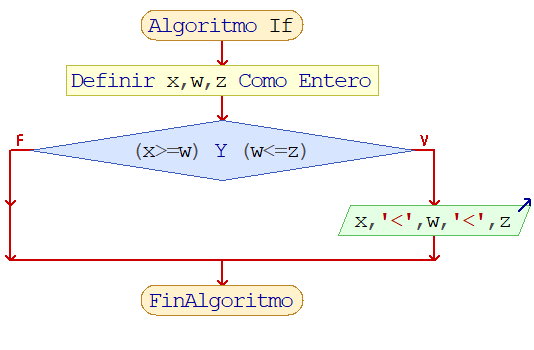 Algoritmo If
Definir x,w,z Como Entero
F
V
(x>=w) Y (w<=z)
x,'<',w,'<',z
FinAlgoritmo